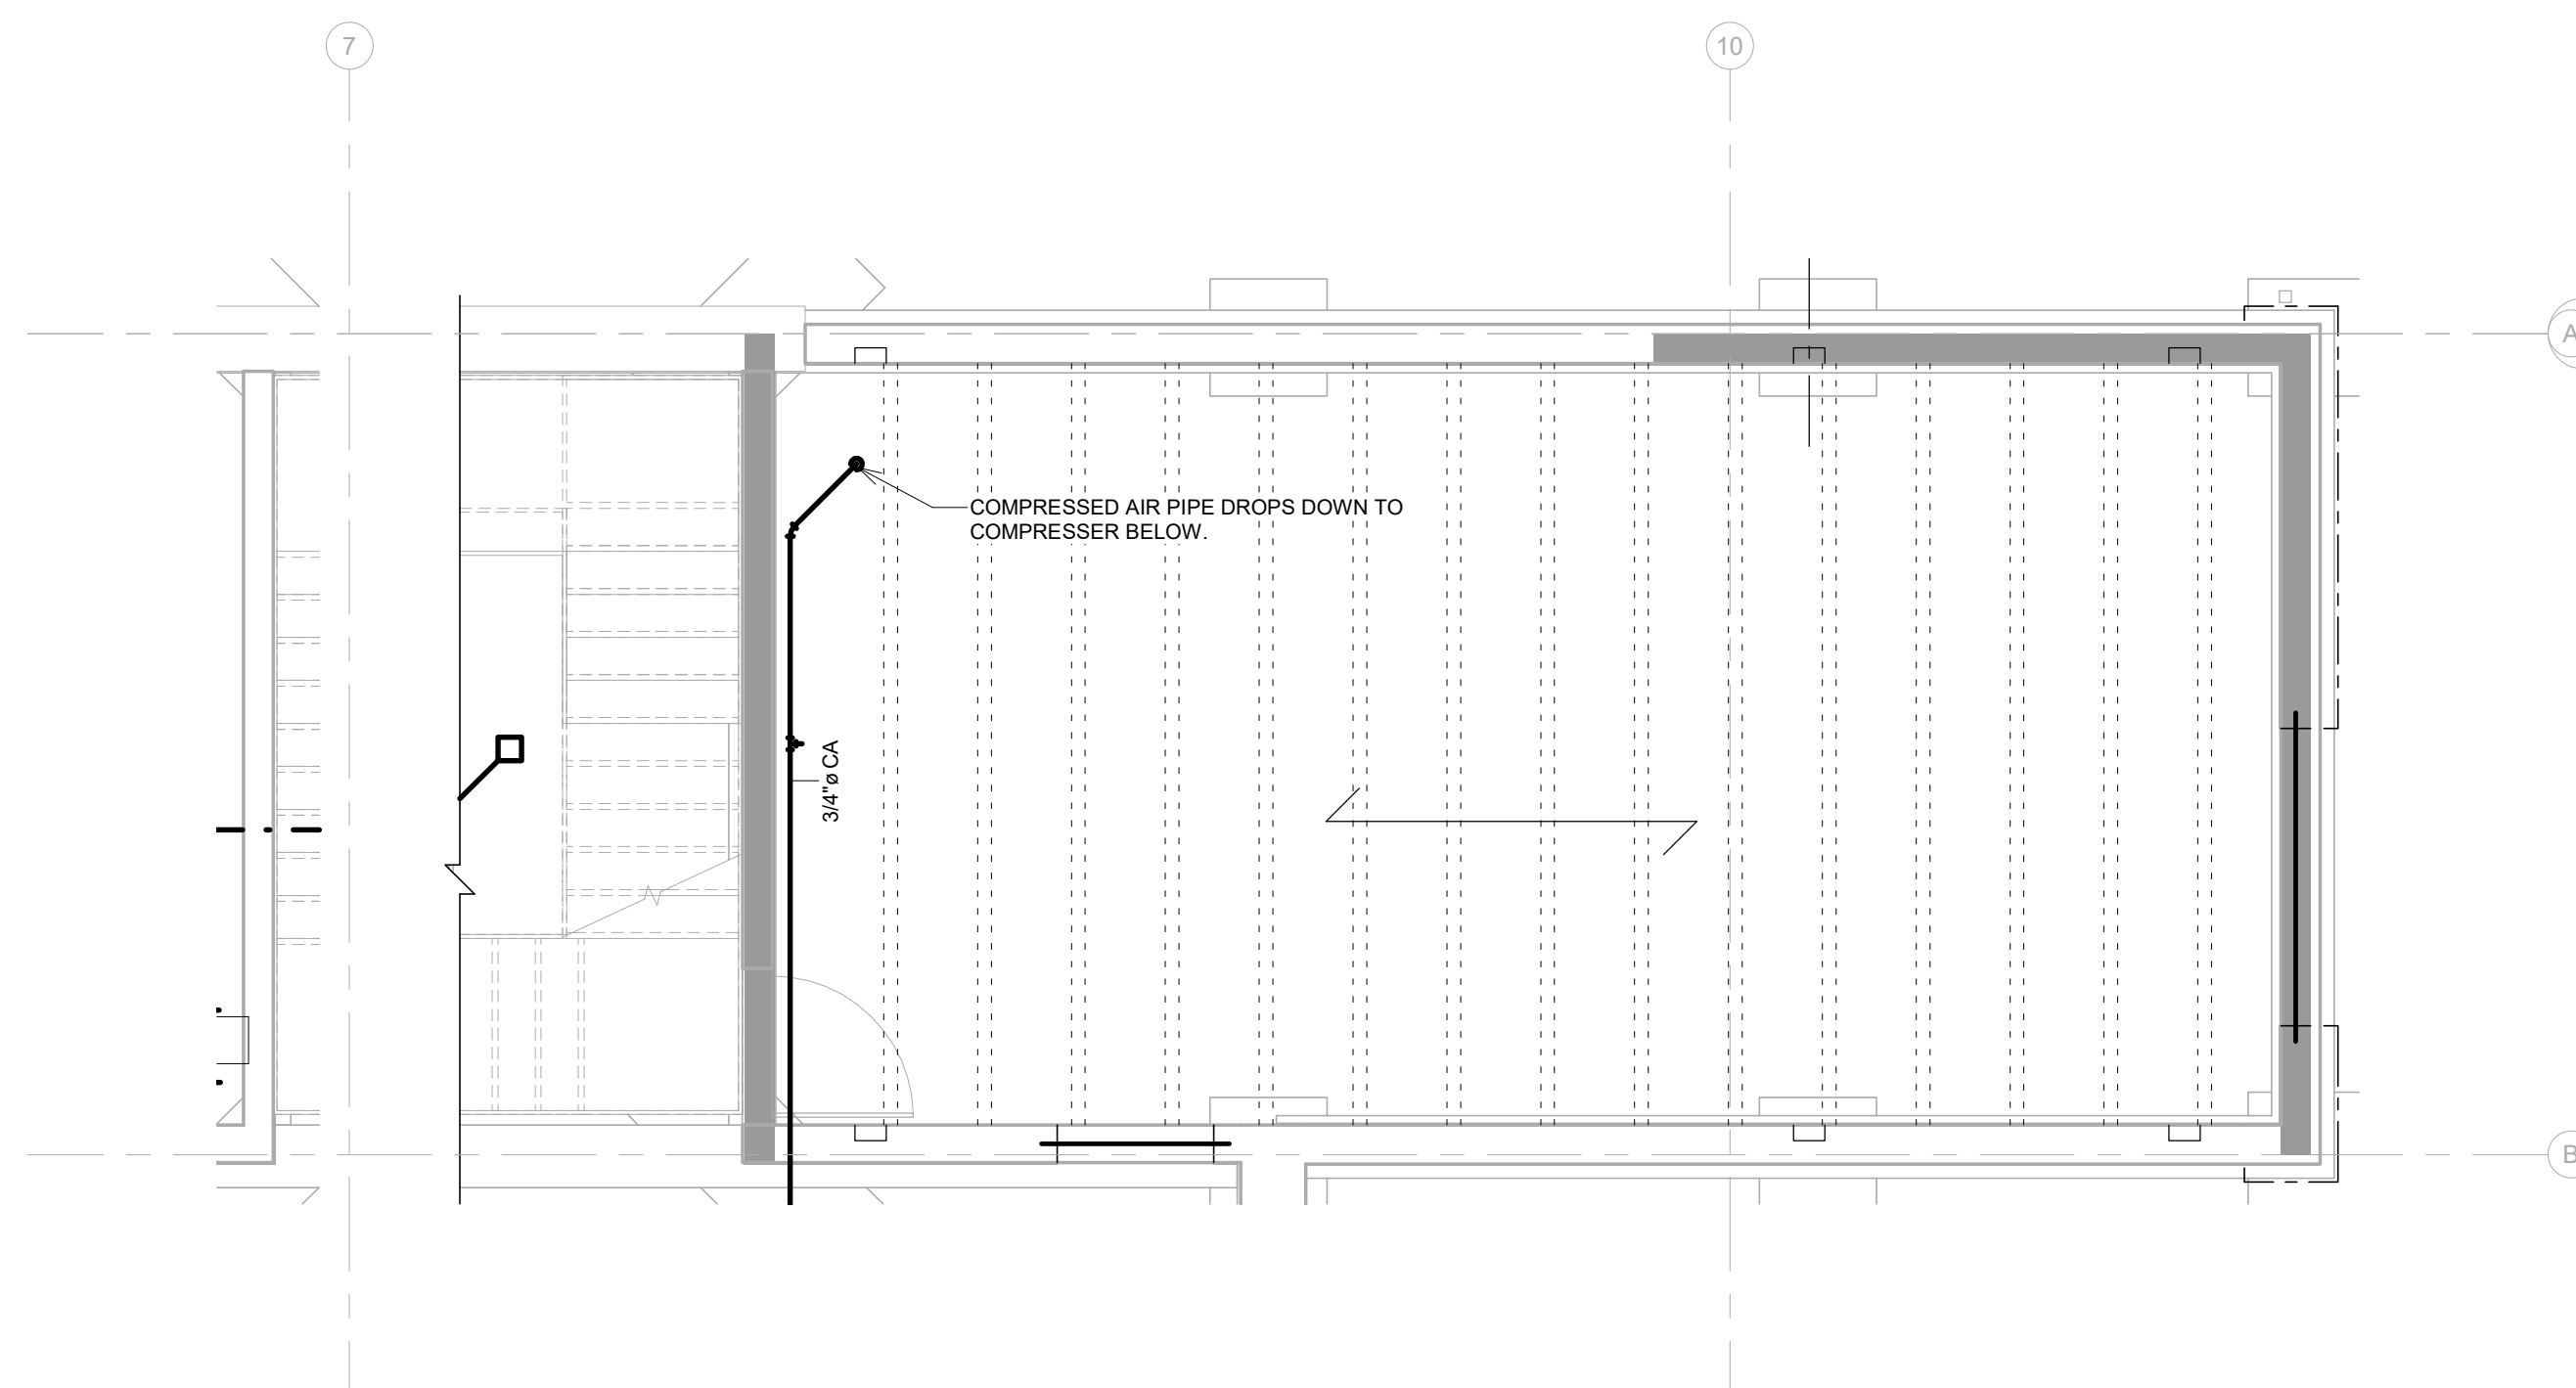 7
10
A
COMPRESSED AIR PIPE DROPS DOWN TO
COMPRESSER BELOW.
3/4"ø CA
B